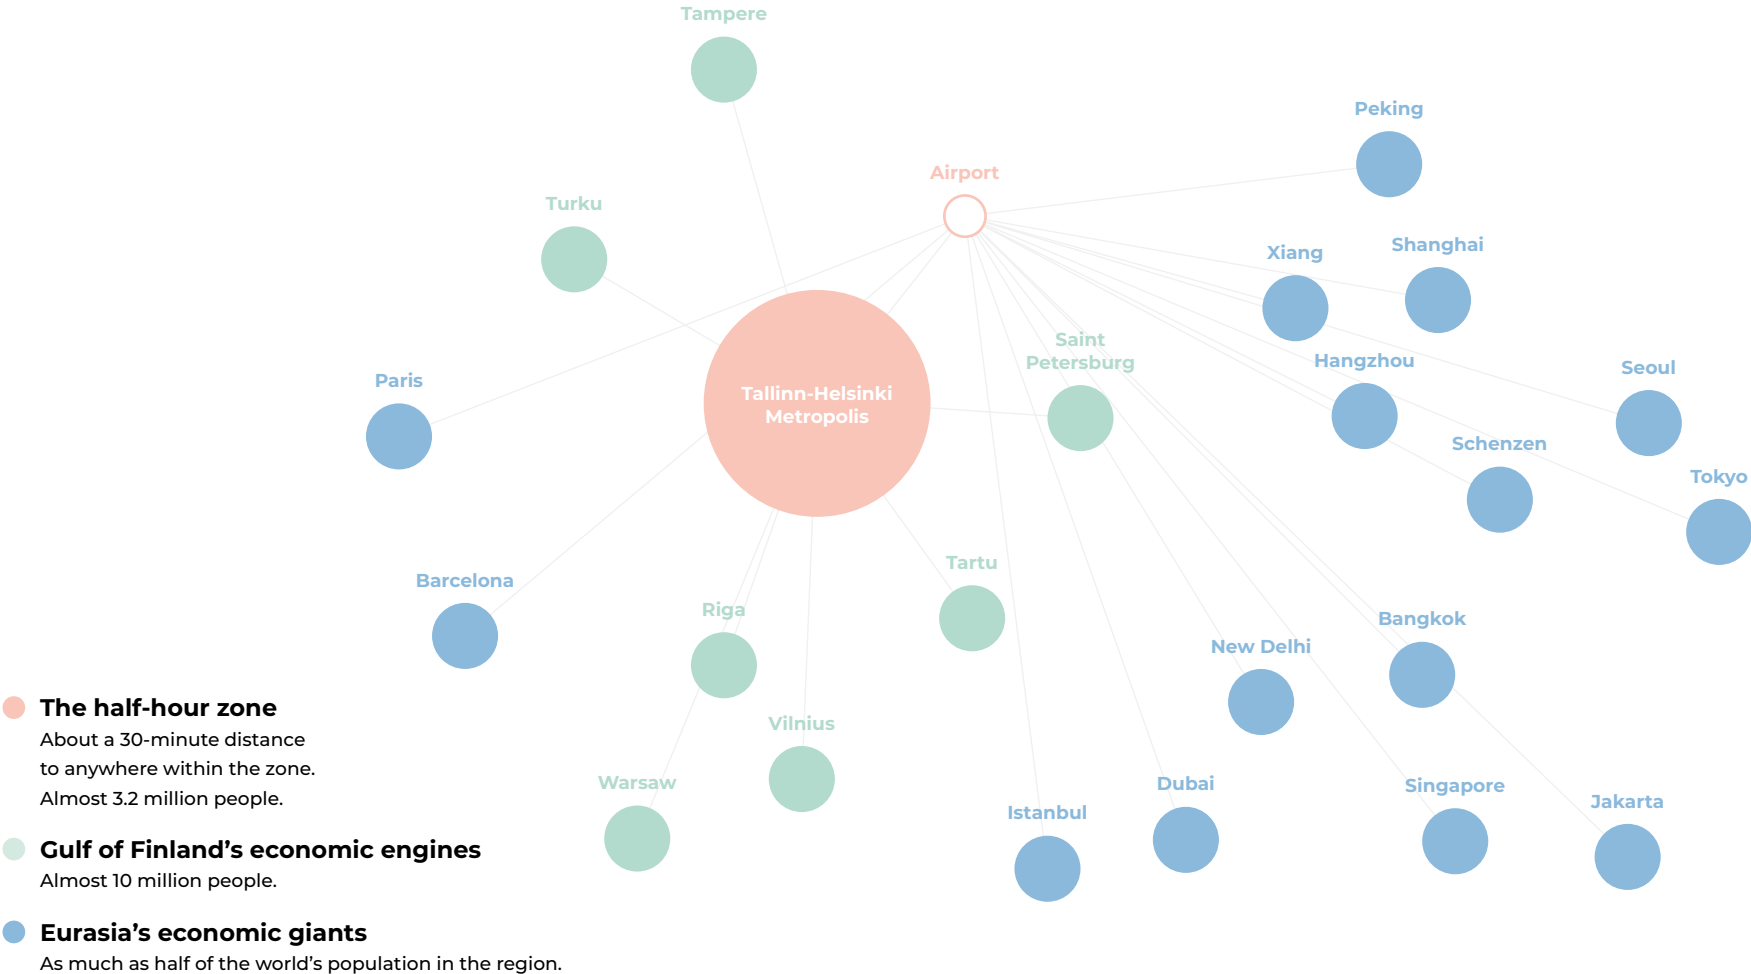 Tampere
Peking
Airport
Turku
Xiang
Shanghai
Saint
Petersburg
Hangzhou
Seoul
Paris
Tallinn-Helsinki
Metropolis
Schenzen
Tokyo
Tartu
Barcelona
Riga
Bangkok
New Delhi
Vilnius
Warsaw
Dubai
Singapore
Istanbul
Jakarta
The half-hour zone
About a 30-minute distance
to anywhere within the zone.
Almost 3.2 million people.
Gulf of Finland’s economic engines
Almost 10 million people.
Eurasia’s economic giants
As much as half of the world’s population in the region.